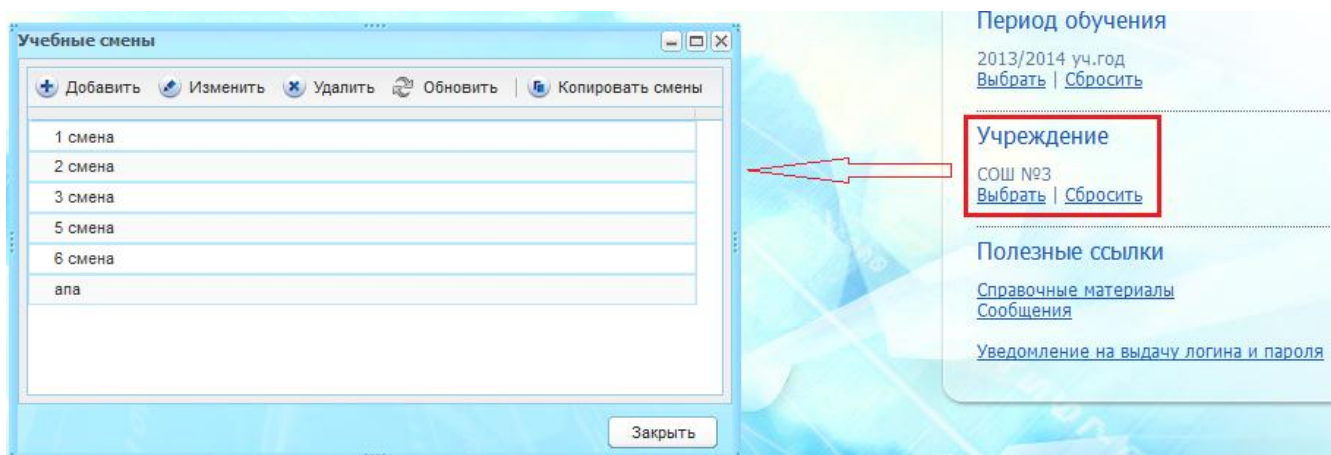 Учебные смены
Добавить Изменить Удалить Обновить Копировать смены
1 смена
2 смена
3 смена
5 смена
6 смена
апа
Закрыть
Период обучения
2013/2014 уч.год
Выбрать | Сбросить
Учреждение
СОШ №3
Выбрать | Сбросить
Полезные ссылки
Справочные материалы
Сообщения
Уведомление на выдачу логина и пароля